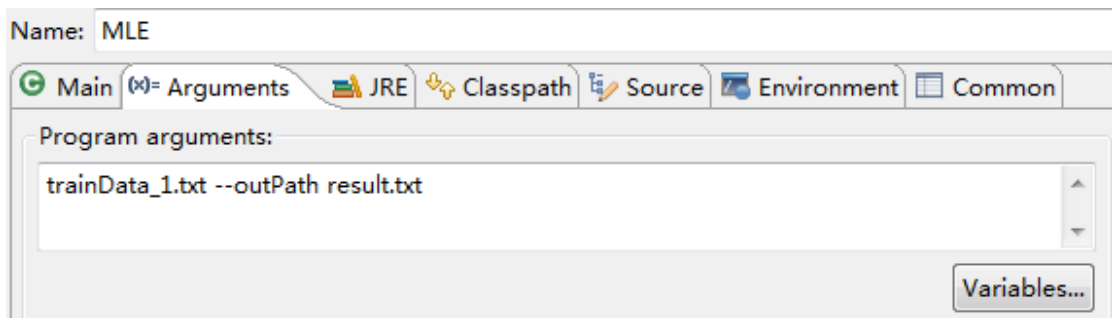 Name: MLE
Main (x)= Arguments JRE Classpath Source Environment Common
Program arguments:
trainData_1.txt --outPath result.txt
Variables...